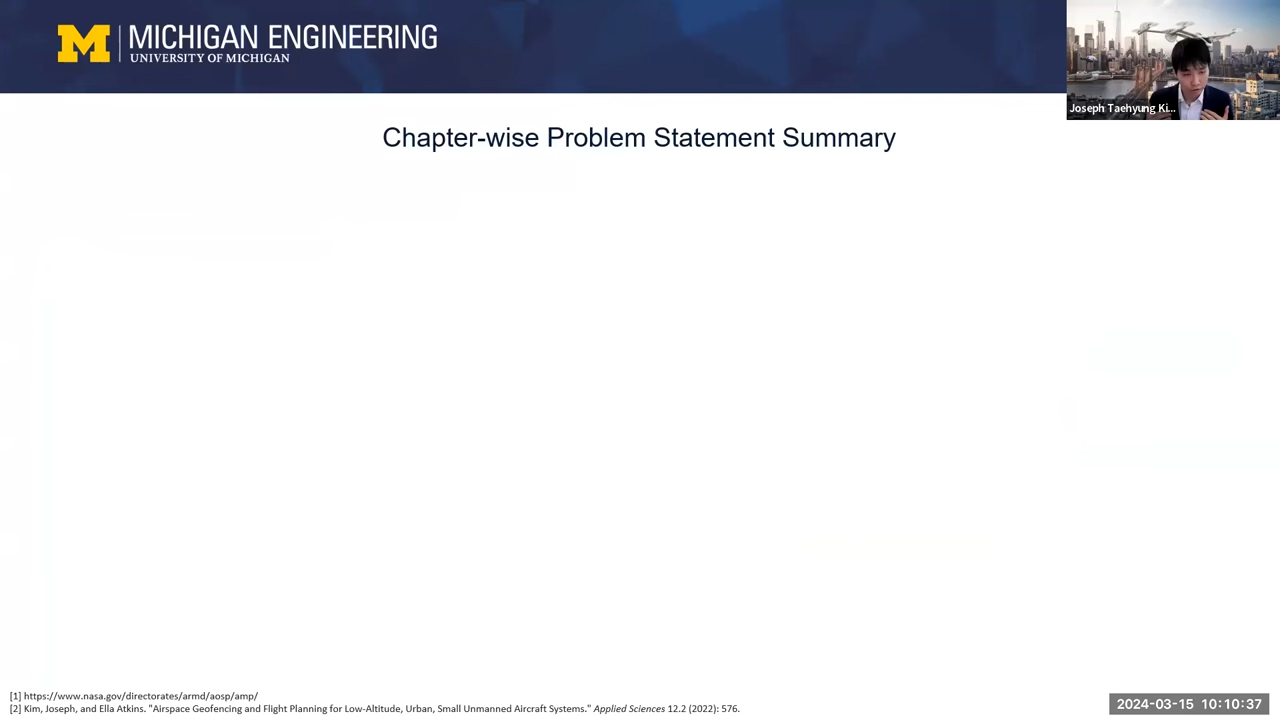 M
MICHIGAN ENGINEERING
UNIVERSITY OF MICHIGAN
Joseph Taehyung Ki...
Chapter-wise Problem Statement Summary
[1] https://www.nasa.gov/directorates/armd/aosp/amp/
[2] Kim, Joseph, and Ella Atkins. "Airspace Geofencing and Flight Planning for Low-Altitude, Urban, Small Unmanned Aircraft Systems." Applied Sciences 12.2 (2022): 576.
2024-03-15 10:10:37